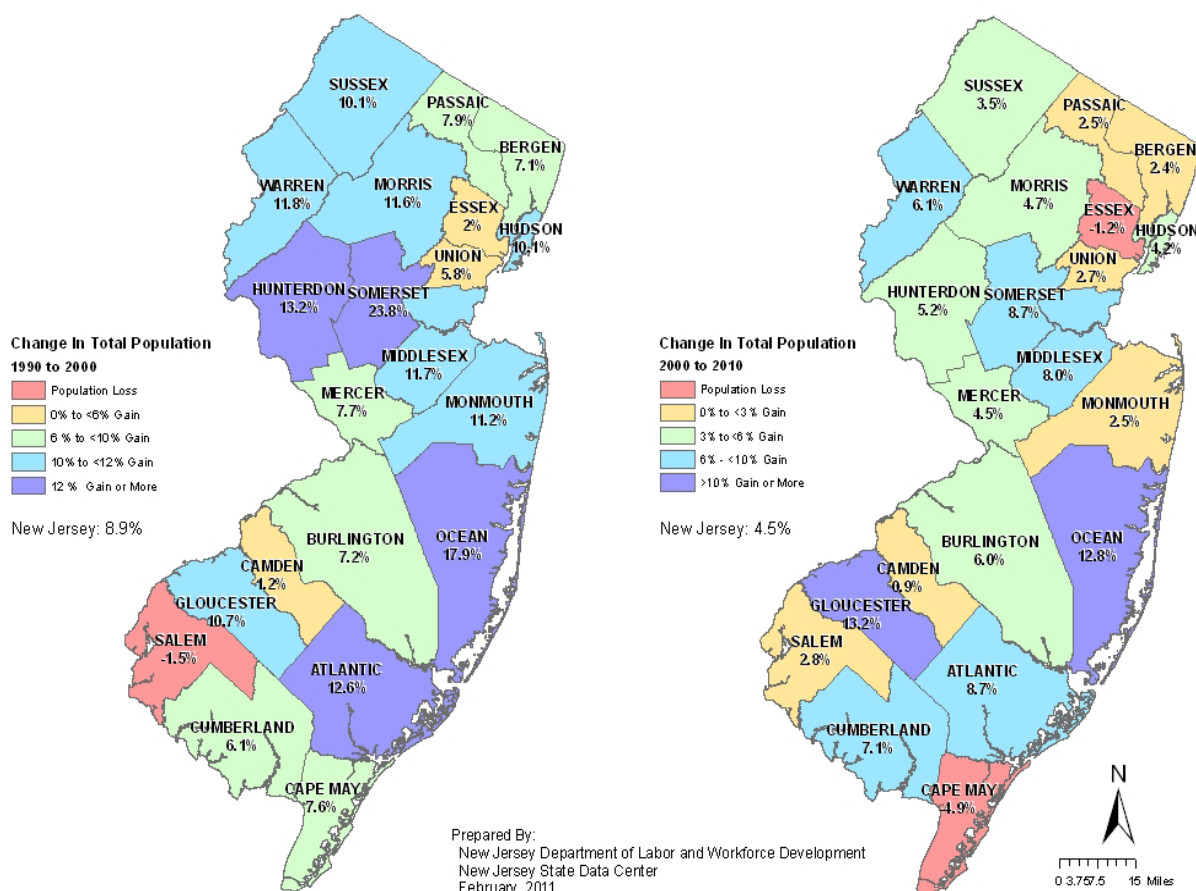 SUSSEX
10.1%
PASSAIC
7.9%
BERGEN
7.1%
WARREN
11.8%
MORRIS
11.6%
ESSEX
2%
HUDSON
10.1%
UNION
5.8%
HUNTERDON
13.2%
SOMERSET
23.8%
MIDDLESEX
11.7%
MERCER
7.7%
MONMOUTH
11.2%
Change In Total Population
1990 to 2000
Population Loss
0% to <6% Gain
6 % to <10% Gain
10% to <12% Gain
12 % Gain or More
New Jersey: 8.9%
BURLINGTON
7.2%
OCEAN
17.9%
CAMDEN
1.2%
GLOUCESTER
10.7%
SALEM
-1.5%
ATLANTIC
12.6%
CUMBERLAND
6.1%
CAPE MAY
7.6%
SUSSEX
3.5%
PASSAIC
2.5%
BERGEN
2.4%
WARREN
6.1%
MORRIS
4.7%
ESSEX
-1.2%
HUDSON
4.2%
UNION
2.7%
HUNTERDON
5.2%
SOMERSET
8.7%
MIDDLESEX
8.0%
MERCER
4.5%
MONMOUTH
2.5%
Change In Total Population
2000 to 2010
Population Loss
0% to <3% Gain
3% to <6% Gain
6% - <10% Gain
>10% Gain or More
New Jersey: 4.5%
BURLINGTON
6.0%
OCEAN
12.8%
CAMDEN
0.9%
GLOUCESTER
13.2%
SALEM
2.8%
ATLANTIC
8.7%
CUMBERLAND
7.1%
CAPE MAY
-4.9%
N
0 3.757.5 15 Miles
Prepared By:
New Jersey Department of Labor and Workforce Development
New Jersey State Data Center
February, 2011